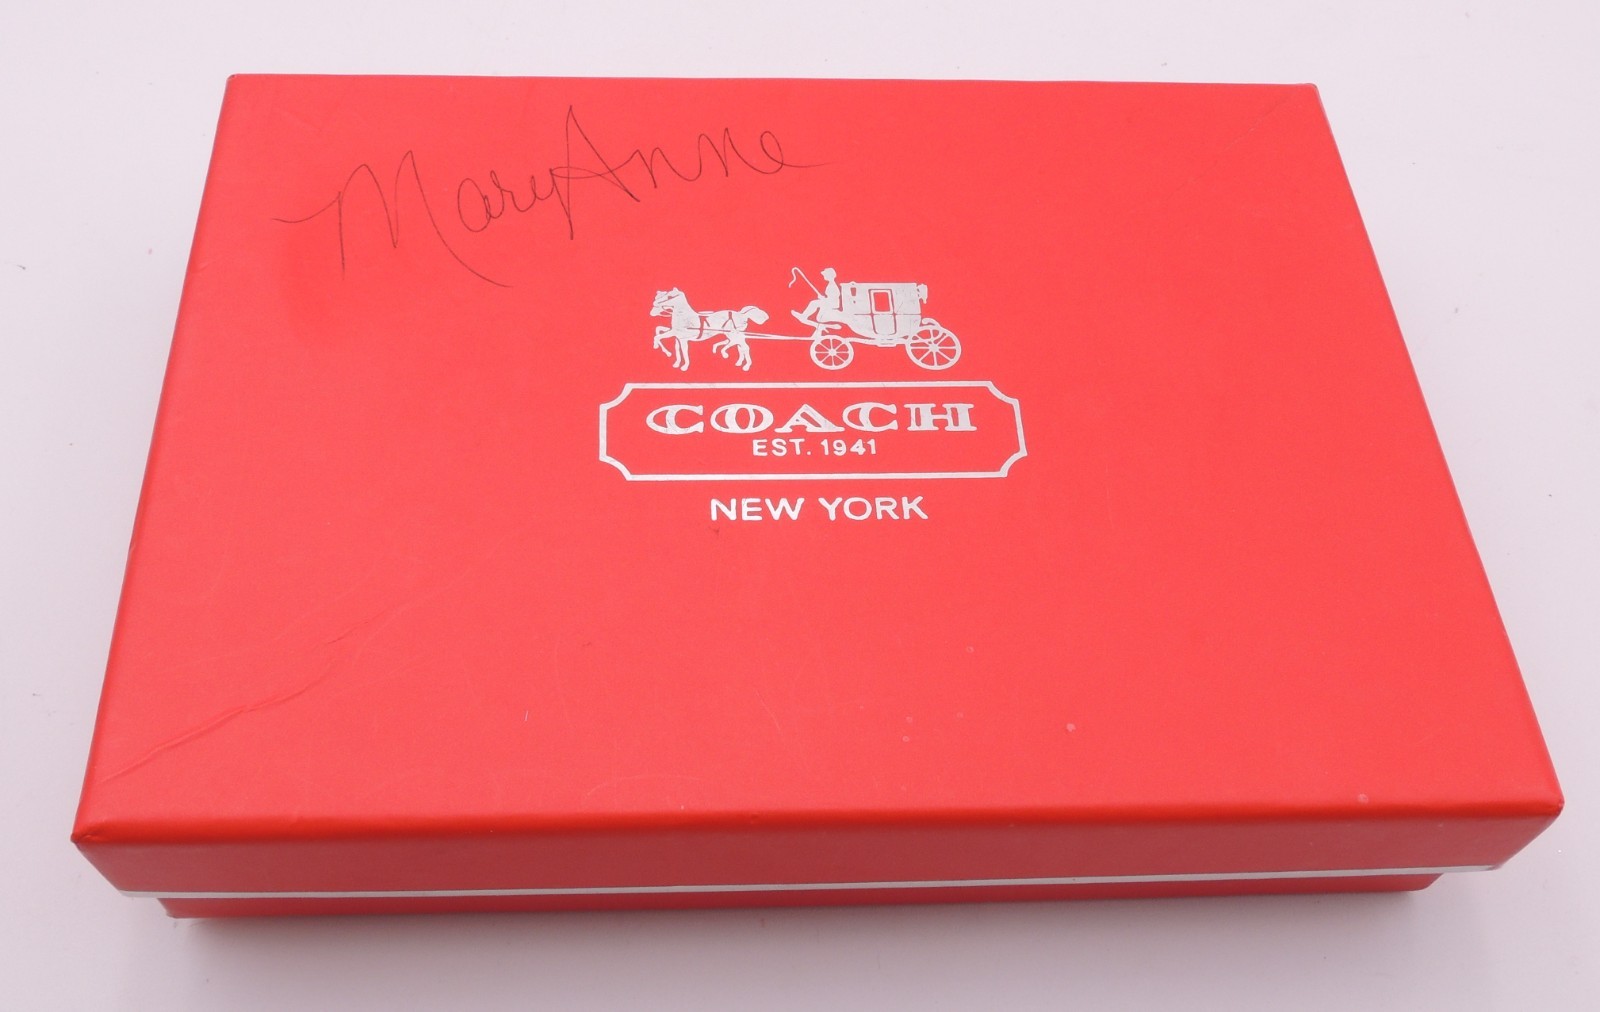 MaryAnne
COACH
EST. 1941
NEW YORK